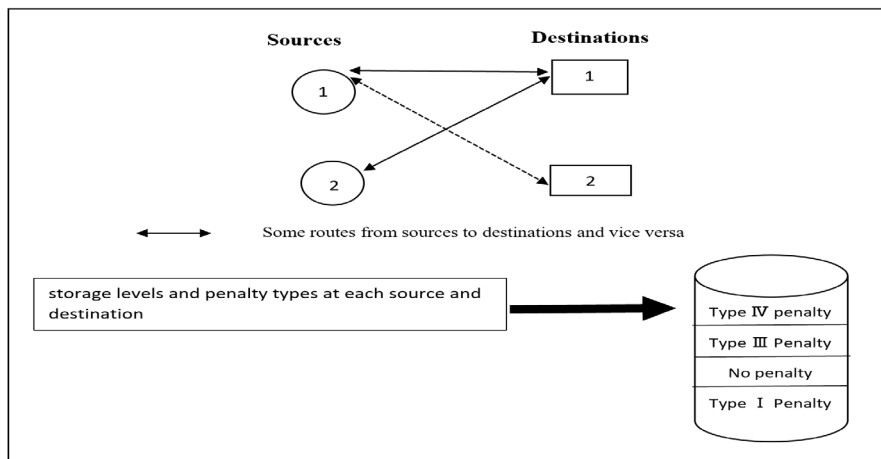 Sources
Destinations
1
1
2
2
Some routes from sources to destinations and vice versa
storage levels and penalty types at each source and
destination
Type Ⅳ penalty
Type Ⅲ Penalty
No penalty
Type Ⅰ Penalty